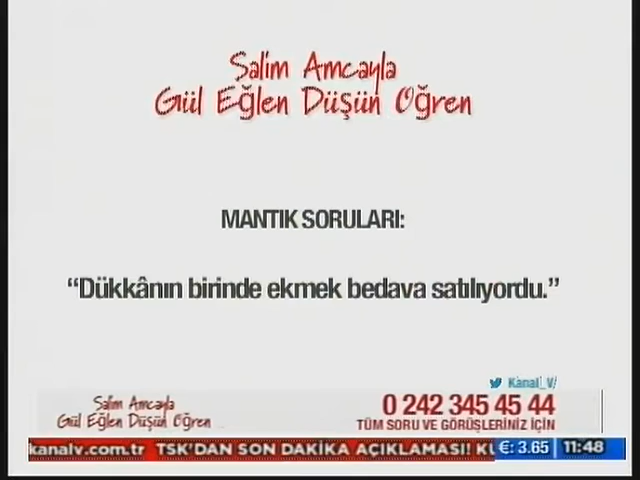 Salim Amcayla
Gül Eğlen Düşün Öğren
MANTIK SORULARI:
“Dükkânın birinde ekmek bedava satılıyordu.”
Kanal_V/
Salim Amcayla
Gül Eğlen Düşün Öğren
0 242 345 45 44
TÜM SORU VE GÖRÜŞLERİNİZ İÇİN
kanalv.com.tr TSK'DAN SON DAKİKA AÇIKLAMASI! €: 3.65 11:48